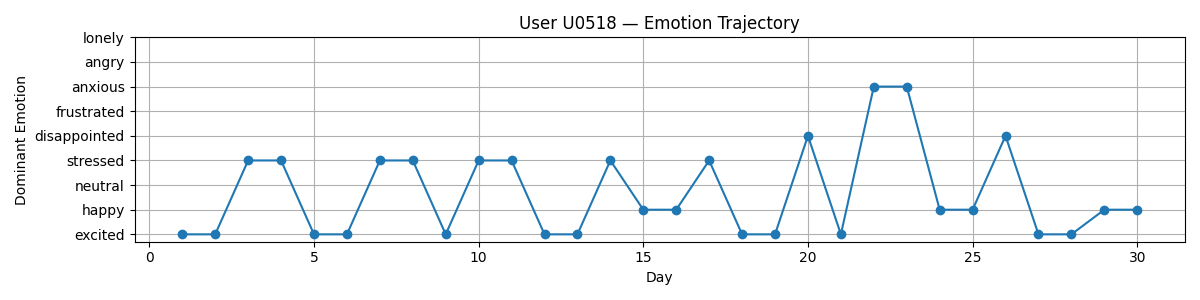 User U0518 — Emotion Trajectory
lonely
angry
anxious
frustrated
disappointed
stressed
neutral
happy
excited
Dominant Emotion
0 5 10 15 20 25 30
Day